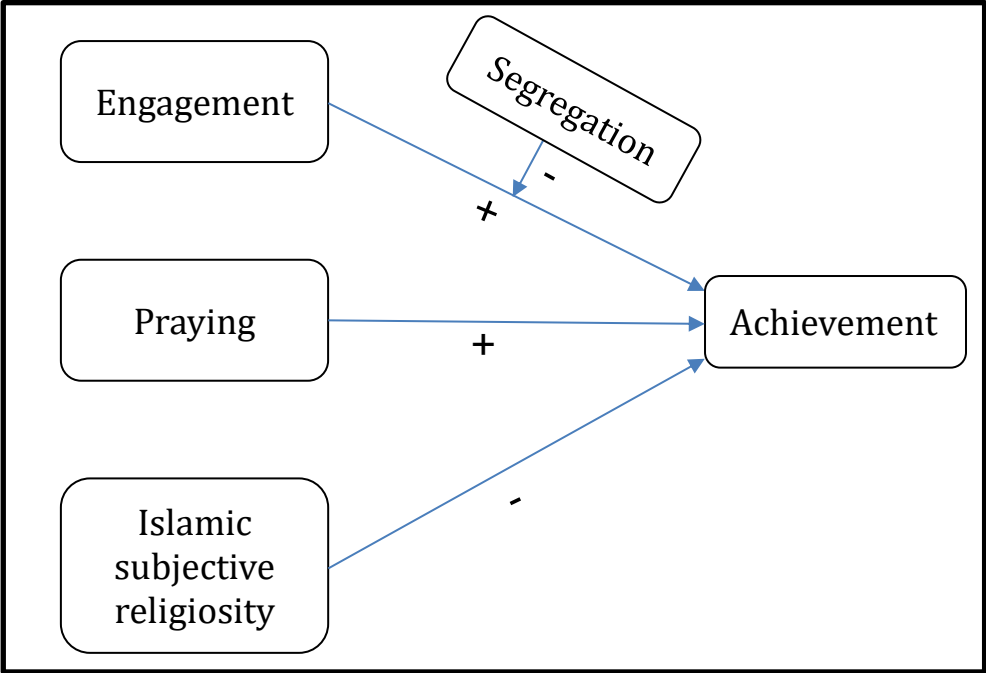 Engagement
Segregation
-
+
Praying
+
Achievement
Islamic
subjective
religiosity
-